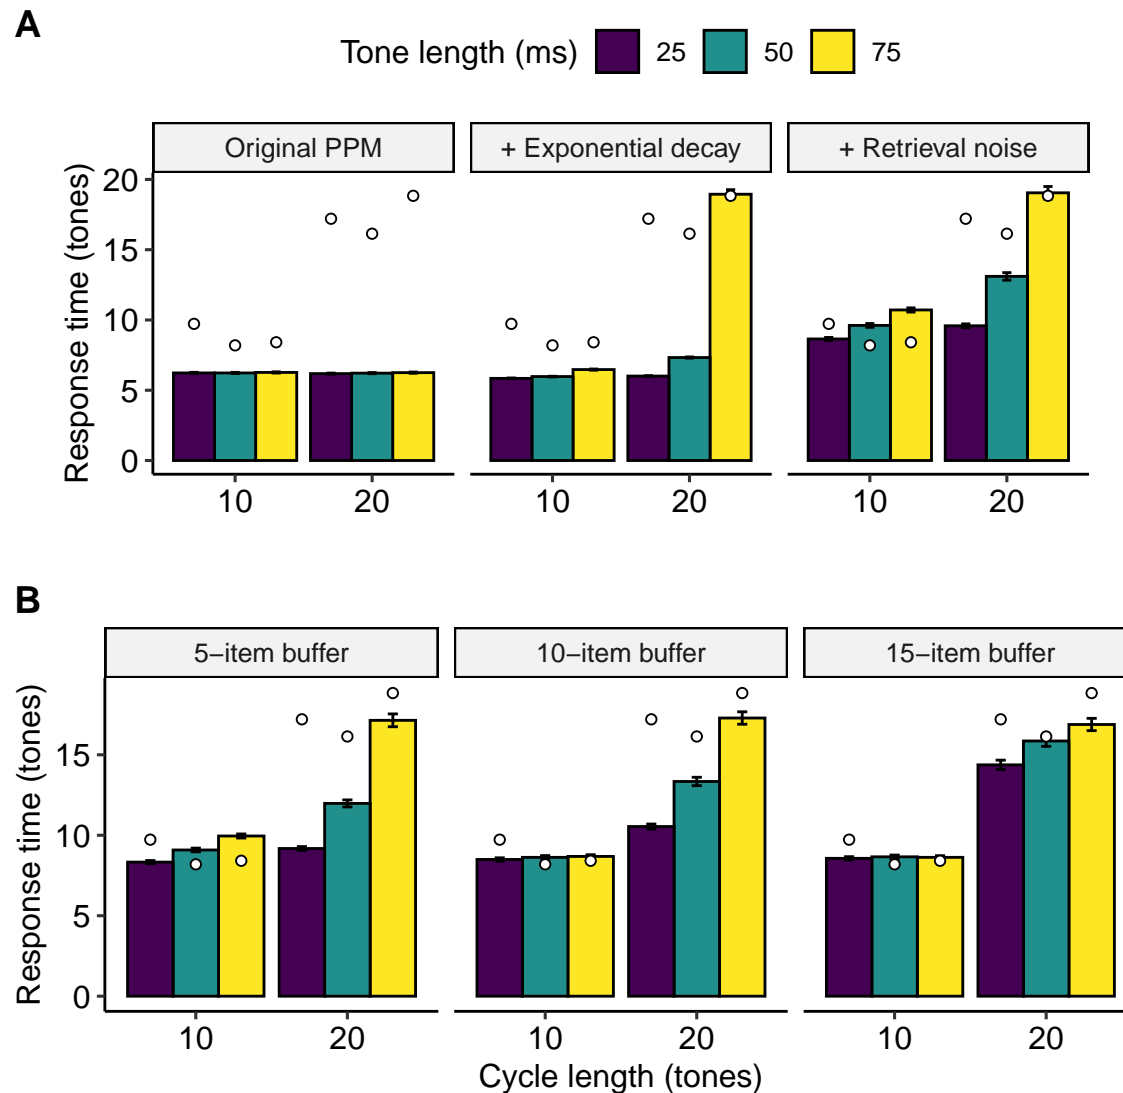 A
Tone length (ms) 25 50 75
Original PPM + Exponential decay + Retrieval noise
Response time (tones)
20
15
10
5
0
10 20 10 20 10 20
B
5−item buffer 10−item buffer 15−item buffer
Response time (tones)
15
10
5
0
10 20 10 20 10 20
Cycle length (tones)